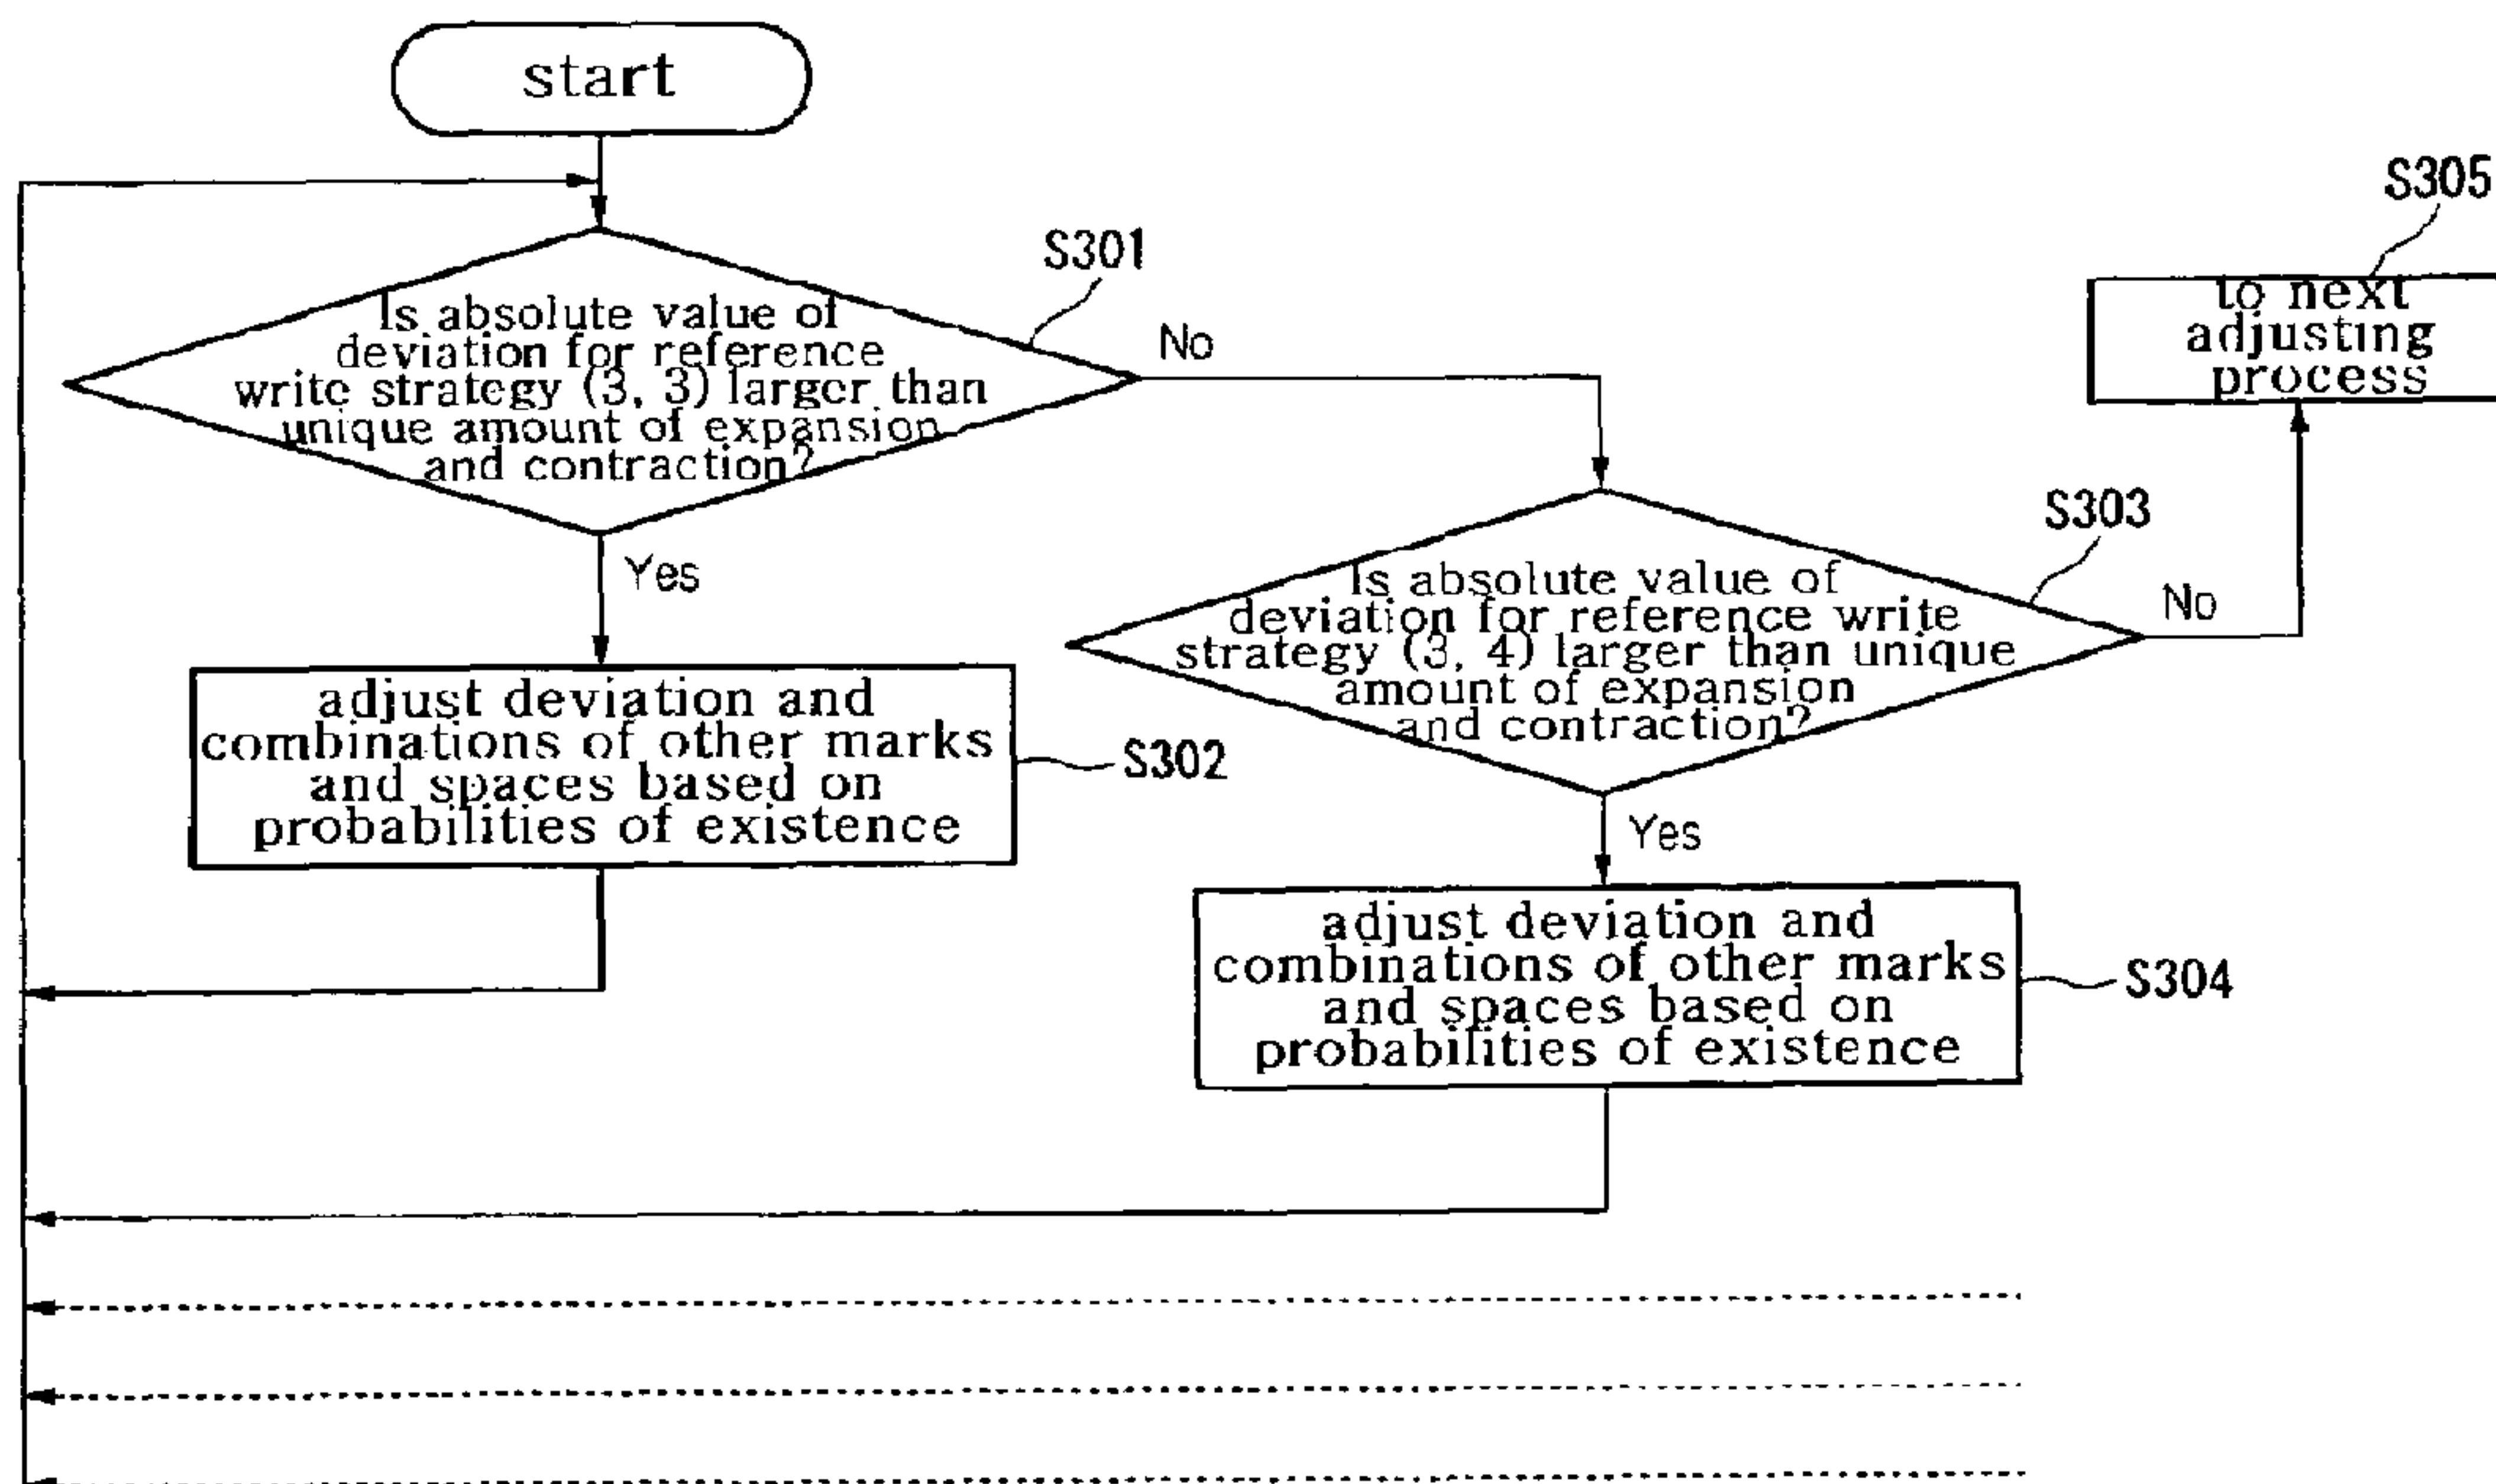 start
S301
Is absolute value of
deviation for reference
write strategy (3, 3) larger than
unique amount of expansion
and contraction?
No
Yes
adjust deviation and
combinations of other marks
and spaces based on
probabilities of existence
S302
S303
Is absolute value of
deviation for reference write
strategy (3, 4) larger than unique
amount of expansion
and contraction?
No
Yes
adjust deviation and
combinations of other marks
and spaces based on
probabilities of existence
S304
S305
to next
adjusting
process